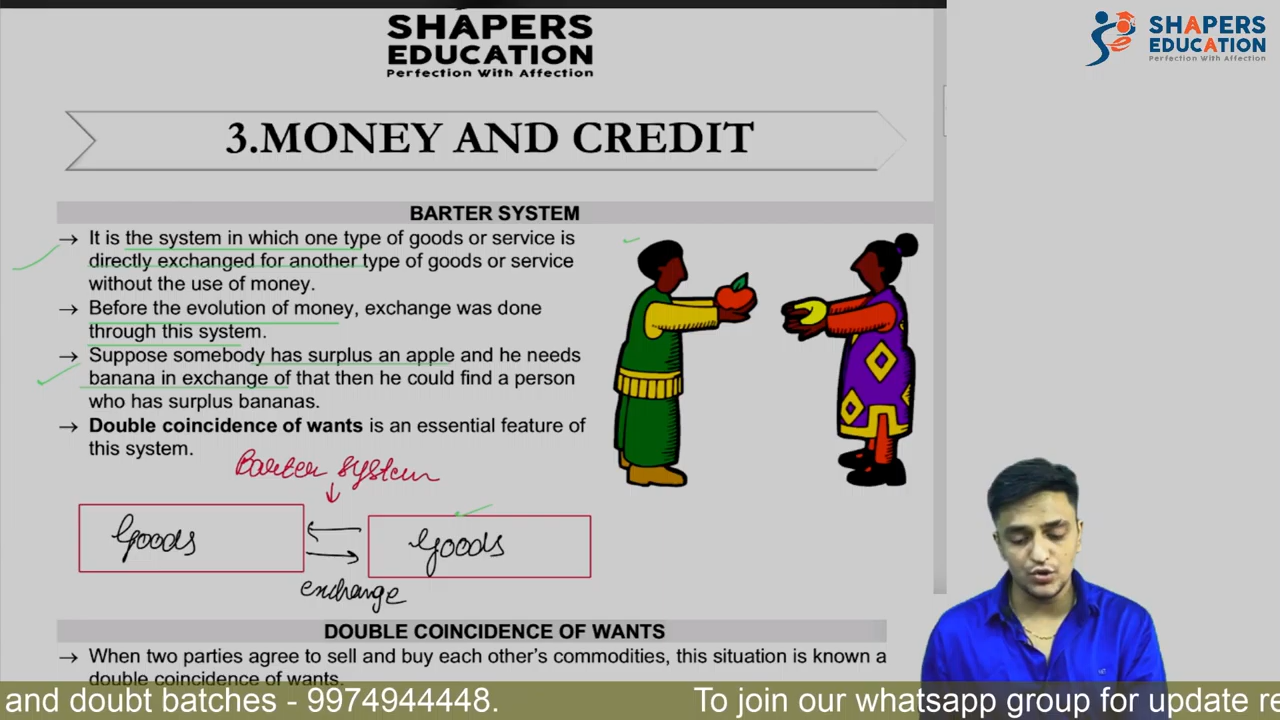 SHAPERS
EDUCATION
Perfection With Affection
SHAPERS
EDUCATION
Perfection With Affection
3.MONEY AND CREDIT
BARTER SYSTEM
→ It is the system in which one type of goods or service is
directly exchanged for another type of goods or service
without the use of money.
→ Before the evolution of money, exchange was done
through this system.
→ Suppose somebody has surplus an apple and he needs
banana in exchange of that then he could find a person
who has surplus bananas.
→ Double coincidence of wants is an essential feature of
this system.
Barter system
Goods
Goods
exchange
DOUBLE COINCIDENCE OF WANTS
→ When two parties agree to sell and buy each other's commodities, this situation is known a
double coincidence of wants.
and doubt batches - 9974944448.
To join our whatsapp group for update re